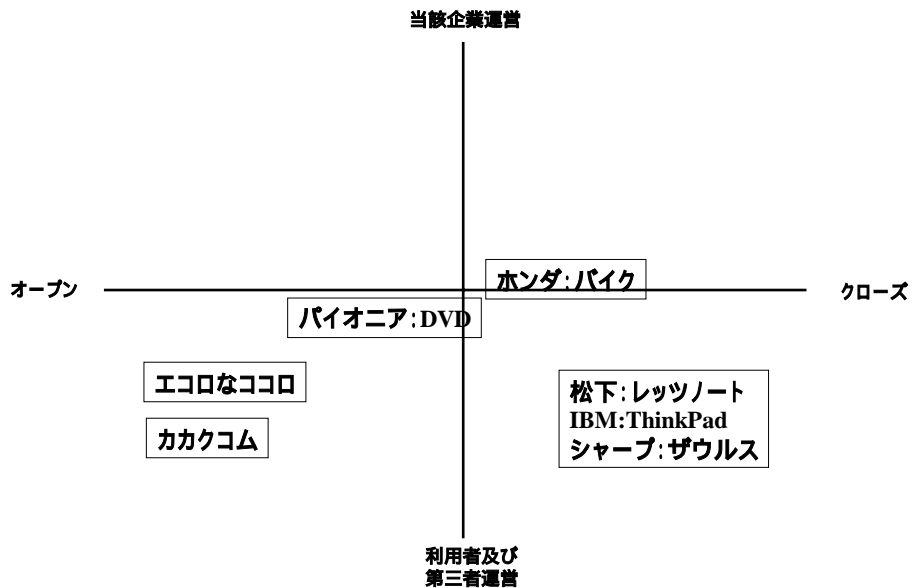 当該企業運営
ホンダ:バイク
オープン
クローズ
パイオニア:DVD
エコロなココロ
松下:レッツノート
IBM:ThinkPad
シャープ:ザウルス
カカクコム
利用者及び
第三者運営